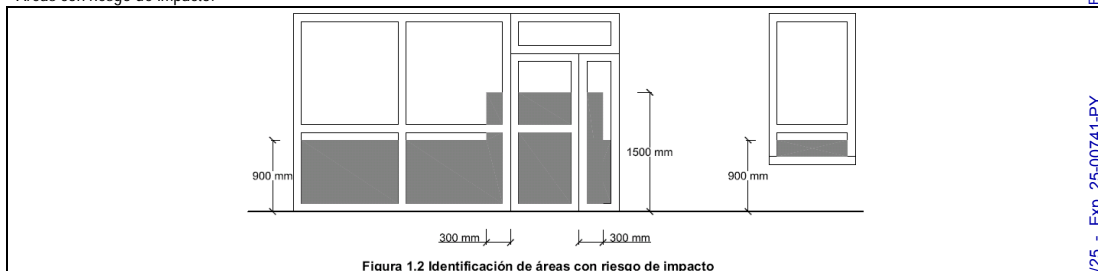 Áreas con riesgo de impacto:
900 mm
1500 mm
900 mm
300 mm
300 mm
Figura 1.2 Identificación de áreas con riesgo de impacto
/25 - Exp. 25-00741-PY